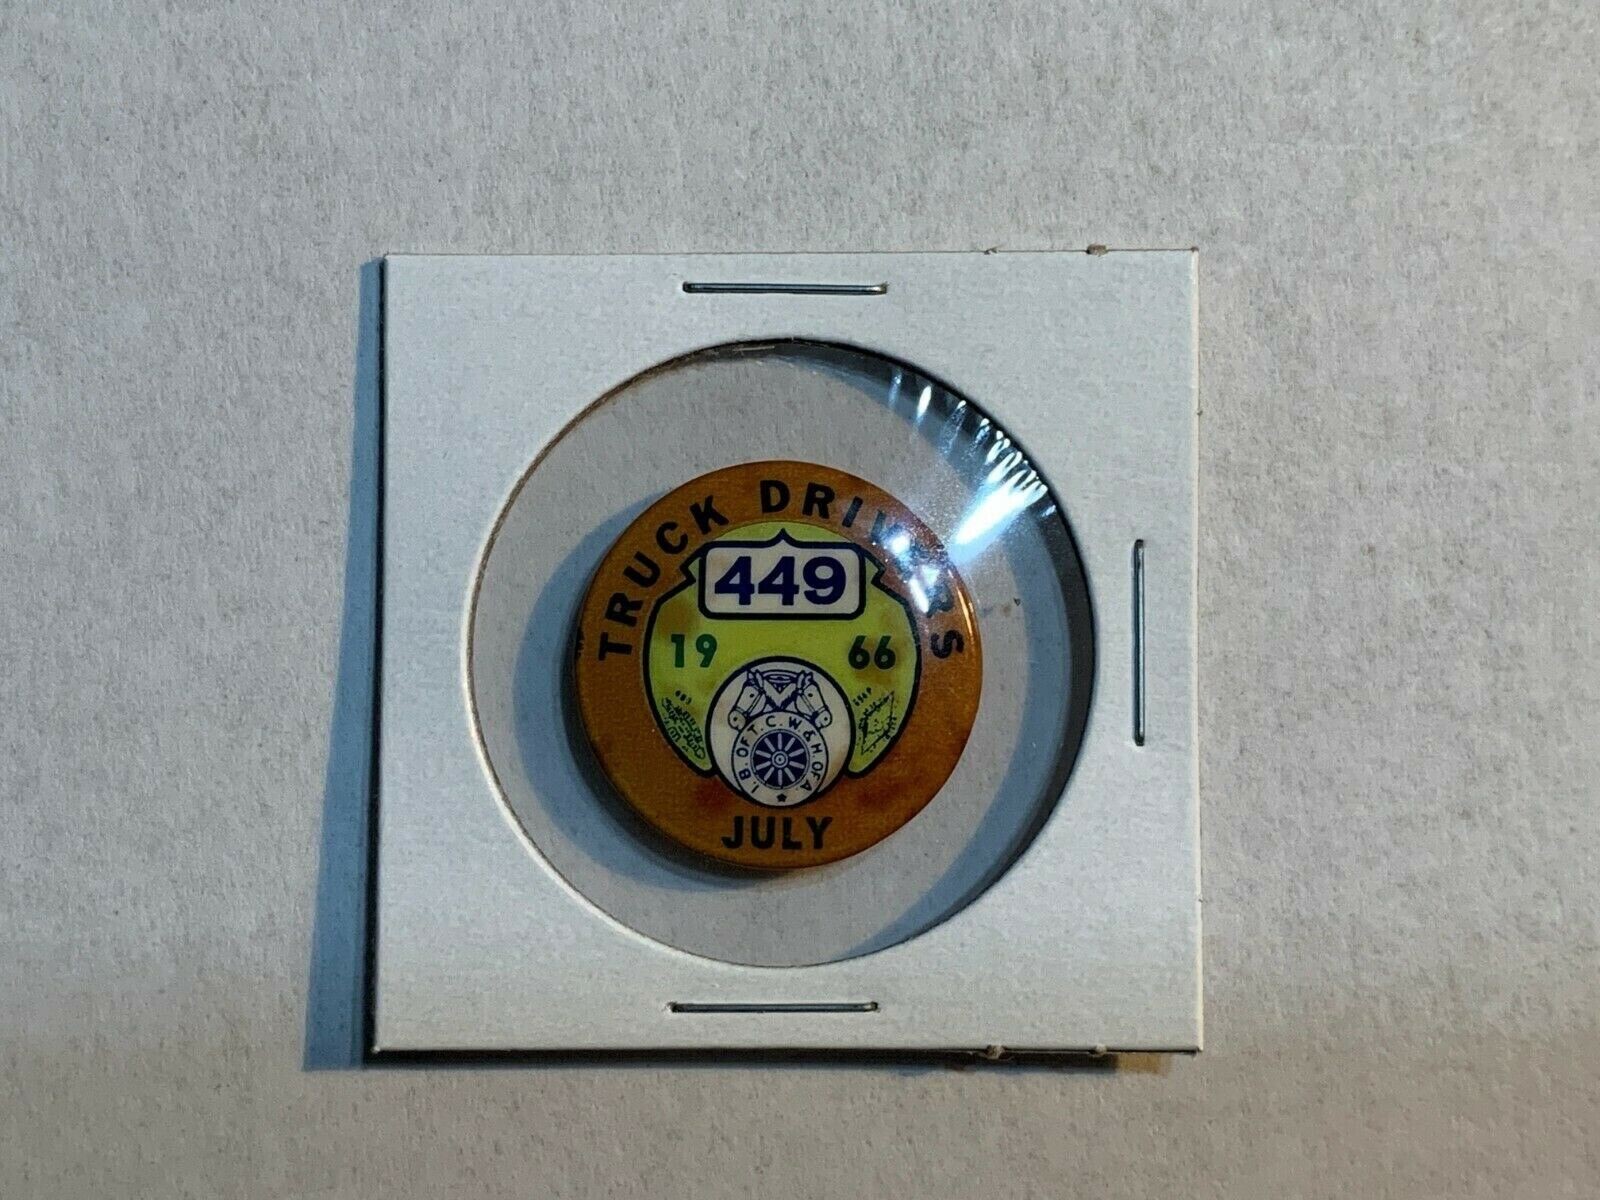 TRUCK DRIVERS
449
19 66
I. B. OF T. C. W. & H. OF A.
JULY